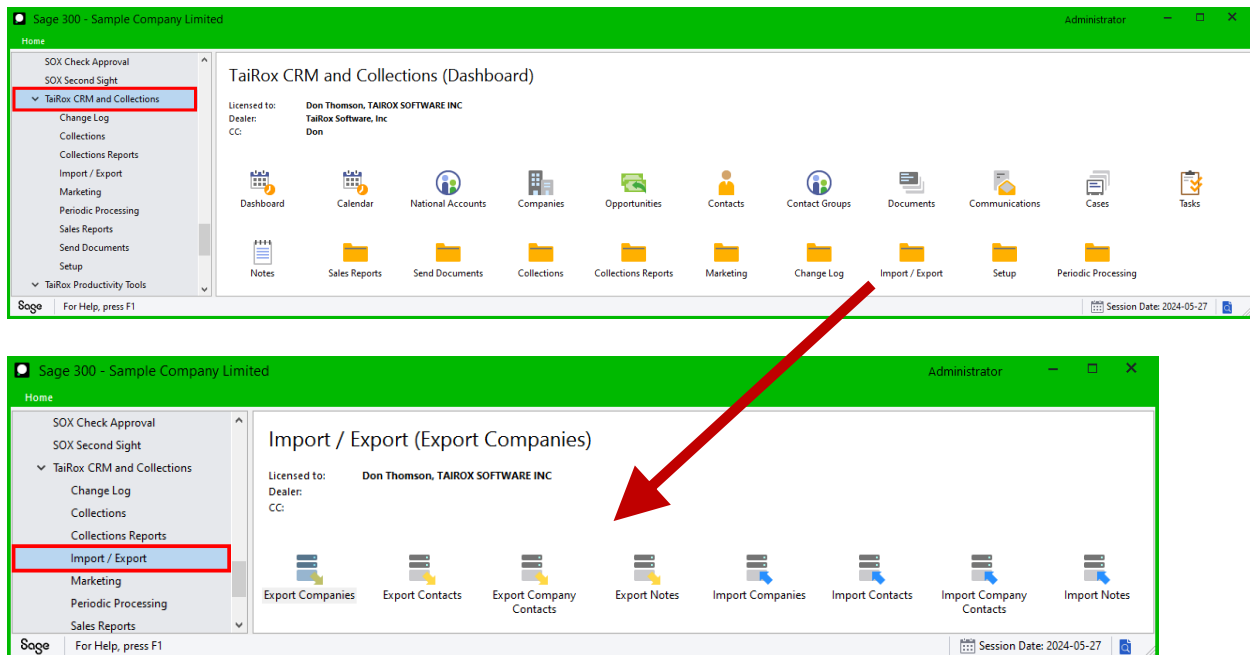 Sage 300 - Sample Company Limited
Administrator
Home
SOX Check Approval
SOX Second Sight
TaiRox CRM and Collections
Change Log
Collections
Collections Reports
Import / Export
Marketing
Periodic Processing
Sales Reports
Send Documents
Setup
TaiRox Productivity Tools
TaiRox CRM and Collections (Dashboard)
Licensed to: Don Thomson, TAIROX SOFTWARE INC
Dealer: TaiRox Software, Inc
CC: Don
Dashboard Calendar National Accounts Companies Opportunities Contacts Contact Groups Documents Communications Cases Tasks
Notes Sales Reports Send Documents Collections Collections Reports Marketing Change Log Import / Export Setup Periodic Processing
Sage For Help, press F1 Session Date: 2024-05-27
Sage 300 - Sample Company Limited
Administrator
Home
SOX Check Approval
SOX Second Sight
TaiRox CRM and Collections
Change Log
Collections
Collections Reports
Import / Export
Marketing
Periodic Processing
Sales Reports
Import / Export (Export Companies)
Licensed to: Don Thomson, TAIROX SOFTWARE INC
Dealer:
CC:
Export Companies Export Contacts Export Company Contacts Export Notes Import Companies Import Contacts Import Company Contacts Import Notes
Sage For Help, press F1 Session Date: 2024-05-27